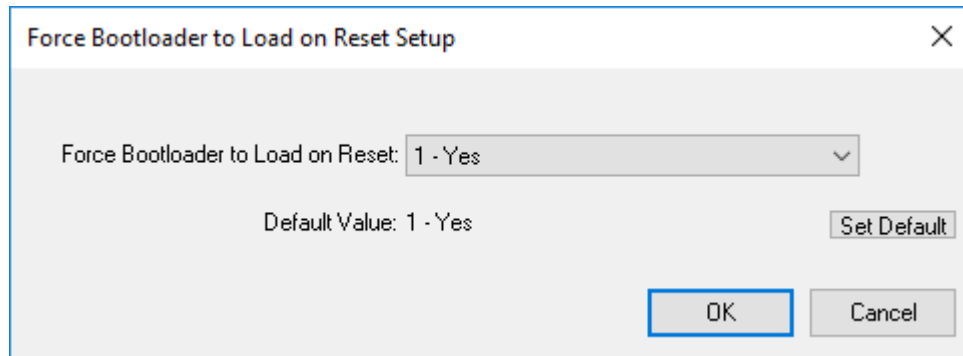 Force Bootloader to Load on Reset Setup
Force Bootloader to Load on Reset: 1 - Yes
Default Value: 1 - Yes Set Default
OK Cancel